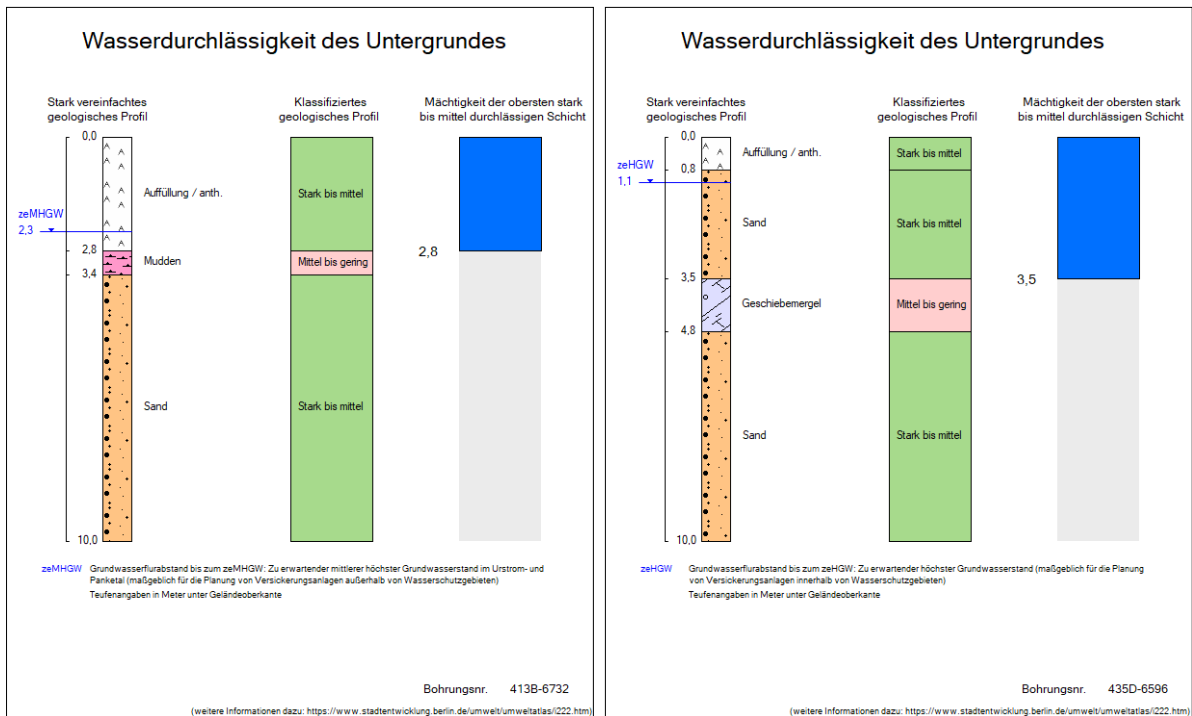 Wasserdurchlässigkeit des Untergrundes
Stark vereinfachtes
geologisches Profil
Klassifiziertes
geologisches Profil
Mächtigkeit der obersten stark
bis mittel durchlässigen Schicht
0,0
Auffüllung / anth.
Stark bis mittel
zeMHGW
2,3
2,8
2,8
Mudden
Mittel bis gering
3,4
Sand
Stark bis mittel
10,0
zeMHGW Grundwasserflurabstand bis zum zeMHGW: Zu erwartender mittlerer höchster Grundwasserstand im Urstrom- und
Panketal (maßgeblich für die Planung von Versickerungsanlagen außerhalb von Wasserschutzgebieten)
Teufenangaben in Meter unter Geländeoberkante
Bohrungsnr. 413B-6732
(weitere Informationen dazu: https://www.stadtentwicklung.berlin.de/umwelt/umweltatlas/i222.htm)
Wasserdurchlässigkeit des Untergrundes
Stark vereinfachtes
geologisches Profil
Klassifiziertes
geologisches Profil
Mächtigkeit der obersten stark
bis mittel durchlässigen Schicht
0,0
Auffüllung / anth.
Stark bis mittel
zeHGW
0,8
1,1
Sand
Stark bis mittel
3,5
3,5
Geschiebemergel
Mittel bis gering
4,8
Sand
Stark bis mittel
10,0
zeHGW Grundwasserflurabstand bis zum zeHGW: Zu erwartender höchster Grundwasserstand (maßgeblich für die Planung
von Versickerungsanlagen innerhalb von Wasserschutzgebieten)
Teufenangaben in Meter unter Geländeoberkante
Bohrungsnr. 435D-6596
(weitere Informationen dazu: https://www.stadtentwicklung.berlin.de/umwelt/umweltatlas/i222.htm)